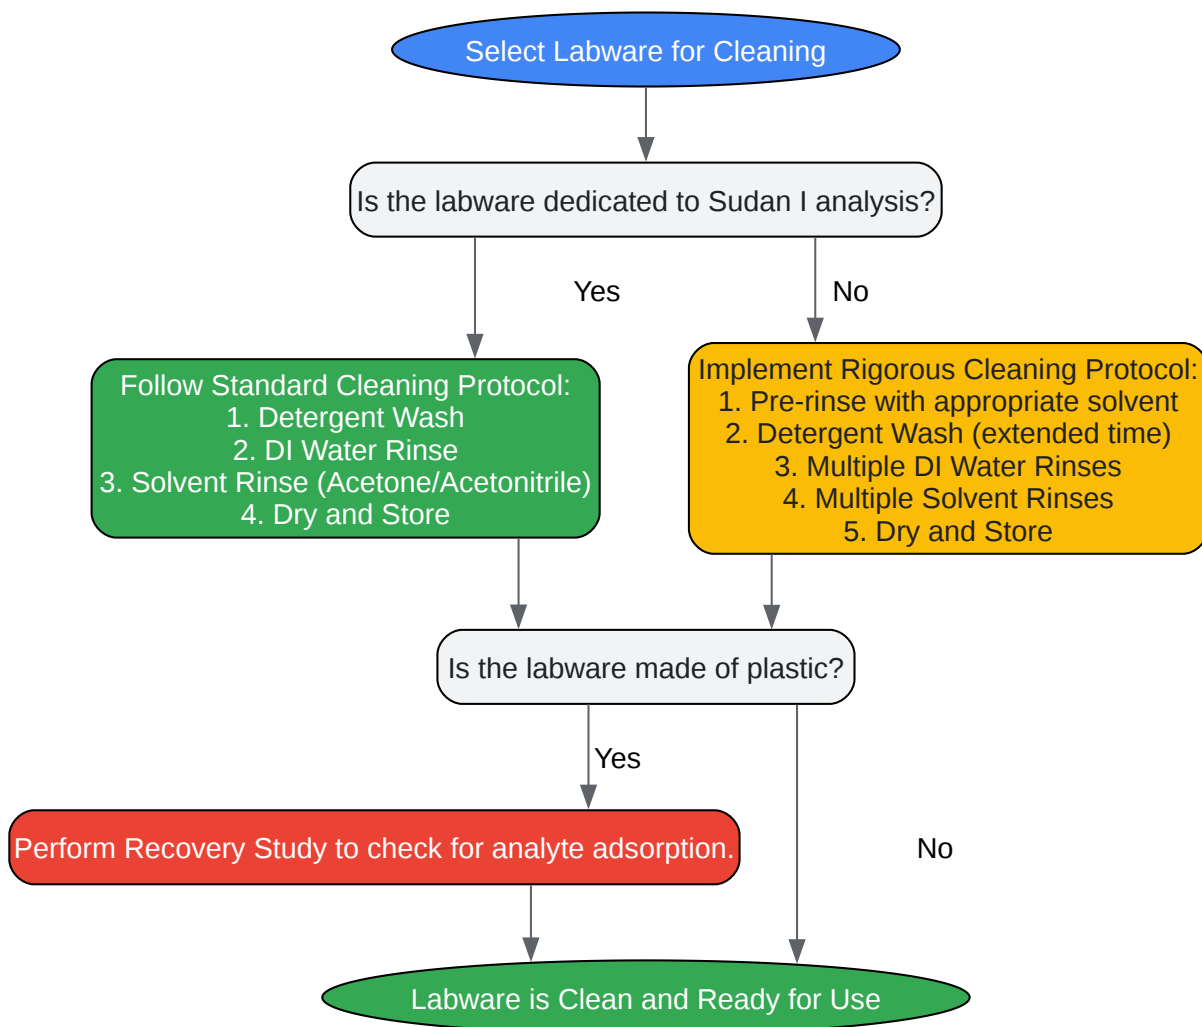 Select Labware for Cleaning
Is the labware dedicated to Sudan I analysis?
Yes
No
Follow Standard Cleaning Protocol:
1. Detergent Wash
2. DI Water Rinse
3. Solvent Rinse (Acetone/Acetonitrile)
4. Dry and Store
Implement Rigorous Cleaning Protocol:
1. Pre-rinse with appropriate solvent
2. Detergent Wash (extended time)
3. Multiple DI Water Rinses
4. Multiple Solvent Rinses
5. Dry and Store
Is the labware made of plastic?
Yes
Perform Recovery Study to check for analyte adsorption.
No
Labware is Clean and Ready for Use